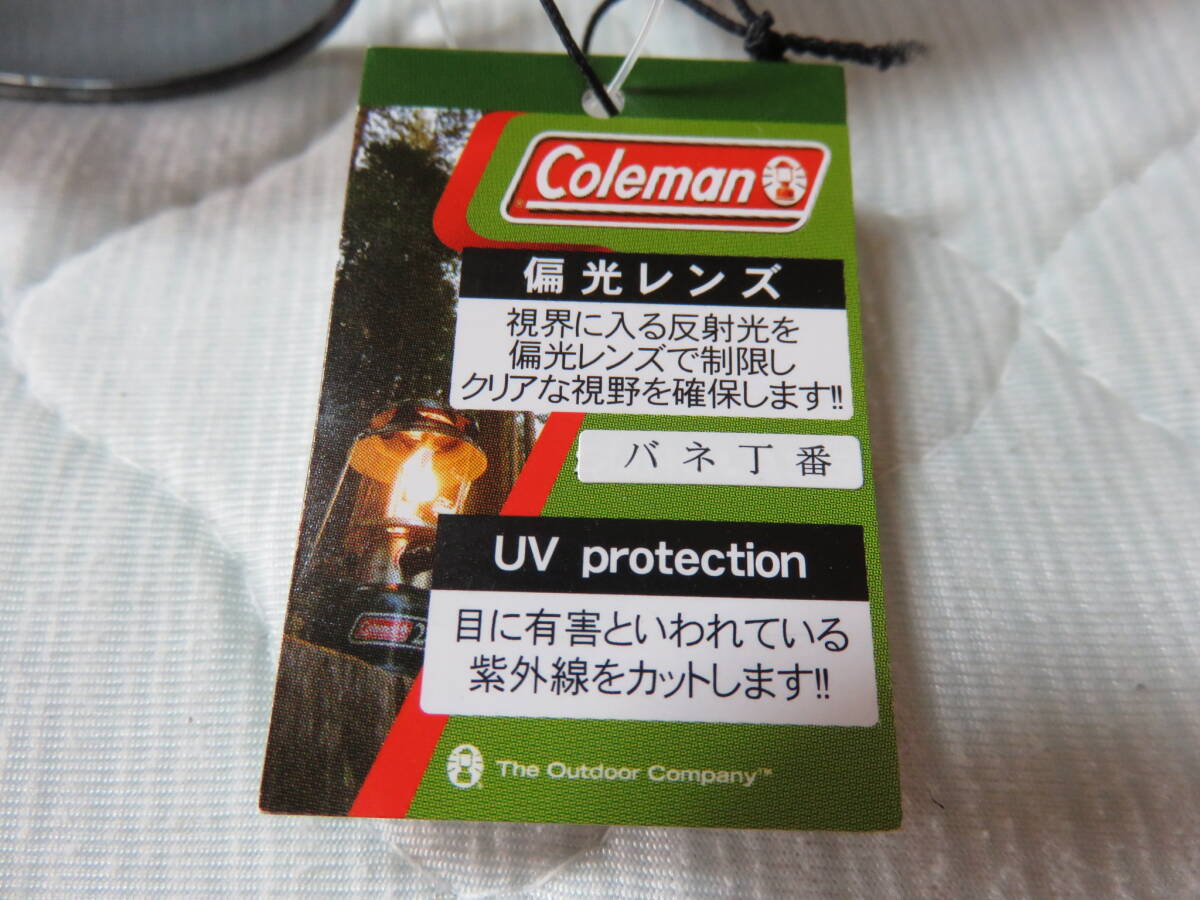 Coleman
偏光レンズ
視界に入る反射光を
偏光レンズで制限し
クリアな視野を確保します!!
バネ丁番
UV protection
目に有害といわれている
紫外線をカットします!!
The Outdoor Company™